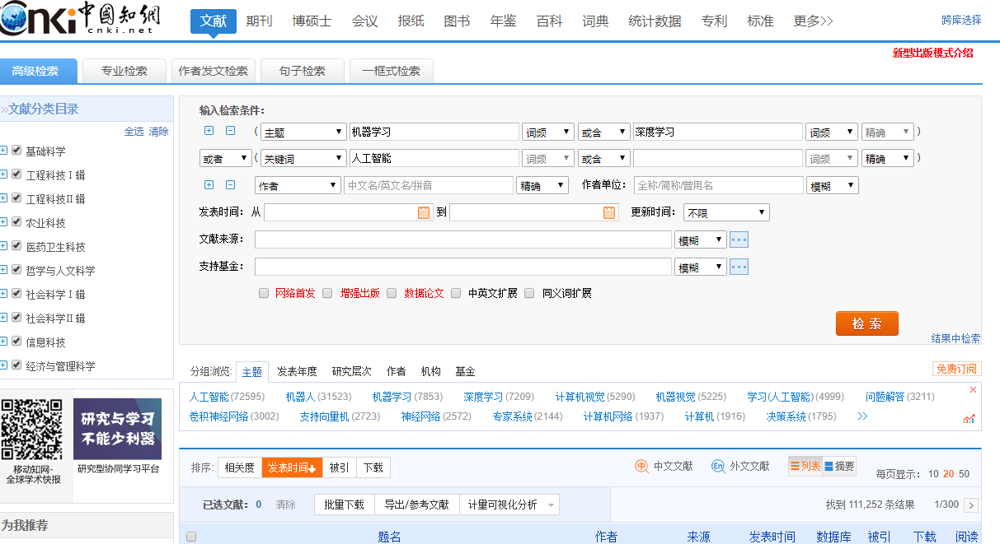 cnki 中國知網
cnki.net
文献 期刊 博硕士 会议 报纸 图书 年鉴 百科 词典 统计数据 专利 标准 更多>> 跨库选择
新型出版模式介绍
高级检索 专业检索 作者发文检索 句子检索 一框式检索
»文献分类目录
全选 清除
基础科学
工程科技Ⅰ辑
工程科技Ⅱ辑
农业科技
医药卫生科技
哲学与人文科学
社会科学Ⅰ辑
社会科学Ⅱ辑
信息科技
经济与管理科学
研究与学习
不能少利器
移动知网-
全球学术快报
研究型协同学习平台
为我推荐
输入检索条件：
( 主题 机器学习 词频 或含 深度学习 词频 精确 )
或者 ( 关键词 人工智能 词频 或含 词频 精确 )
作者 中文名/英文名/拼音 精确 作者单位： 全称/简称/曾用名 模糊
发表时间： 从 到 更新时间： 不限
文献来源： 模糊 ...
支持基金： 模糊 ...
网络首发 增强出版 数据论文 中英文扩展 同义词扩展
检索
结果中检索
分组浏览: 主题 发表年度 研究层次 作者 机构 基金 免费订阅
人工智能(72595) 机器人(31523) 机器学习(7853) 深度学习(7209) 计算机视觉(5290) 机器视觉(5225) 学习(人工智能)(4999) 问题解答(3211) ×
卷积神经网络(3002) 支持向量机(2723) 神经网络(2572) 专家系统(2144) 计算机网络(1937) 计算机(1916) 决策系统(1795) >>
排序: 相关度 发表时间↓ 被引 下载 中 中文文献 En 外文文献 列表 摘要 每页显示: 10 20 50
已选文献: 0 清除 批量下载 导出/参考文献 计量可视化分析 找到 111,252 条结果 1/300 >
题名 作者 来源 发表时间 数据库 被引 下载 阅读